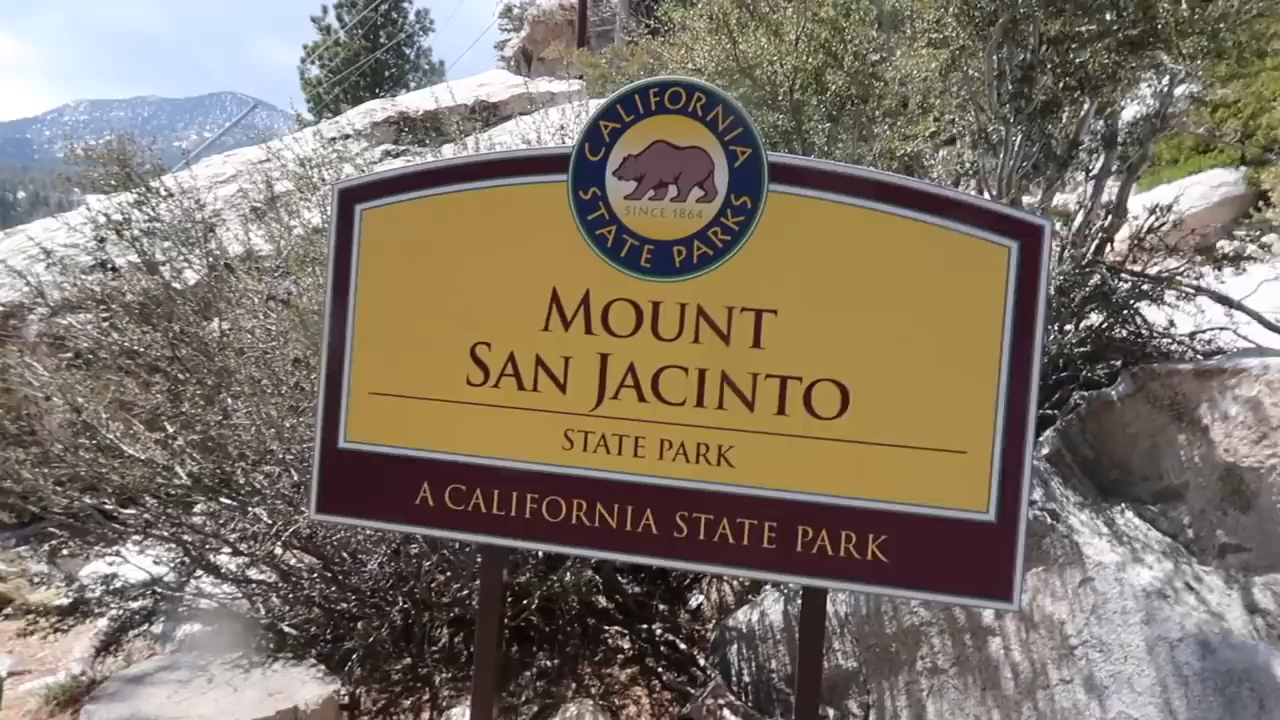 CALIFORNIA
SINCE 1864
STATE PARKS
MOUNT
SAN JACINTO
STATE PARK
A CALIFORNIA STATE PARK